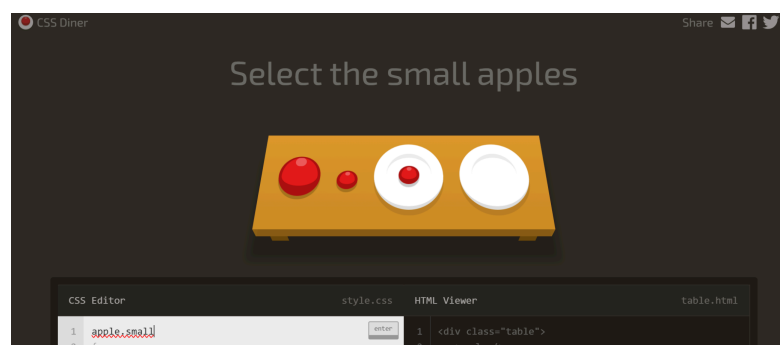 CSS Diner
Share
Select the small apples
CSS Editor style.css HTML Viewer table.html
1 apple.small enter 1 <div class="table">